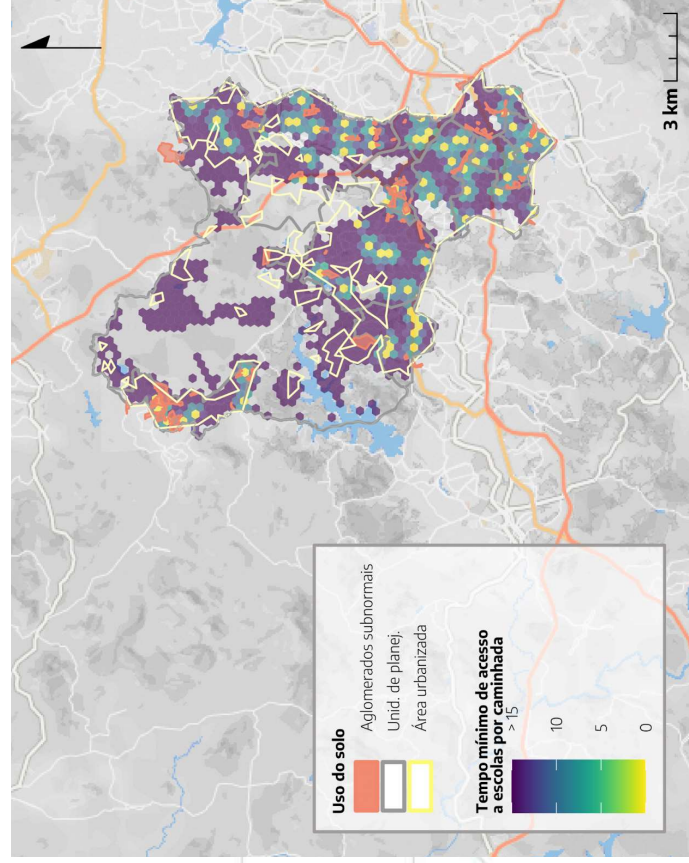 Uso do solo
Aglomerados subnormais
Unid. de planej.
Área urbanizada
Tempo mínimo de acesso
a escolas por caminhada
> 15
10
5
0
3 km